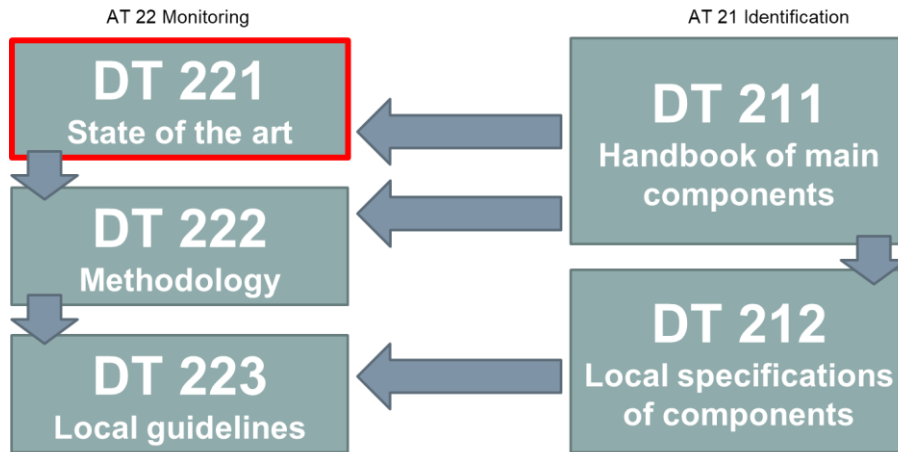 AT 22 Monitoring
DT 221
State of the art
DT 222
Methodology
DT 223
Local guidelines
AT 21 Identification
DT 211
Handbook of main
components
DT 212
Local specifications
of components